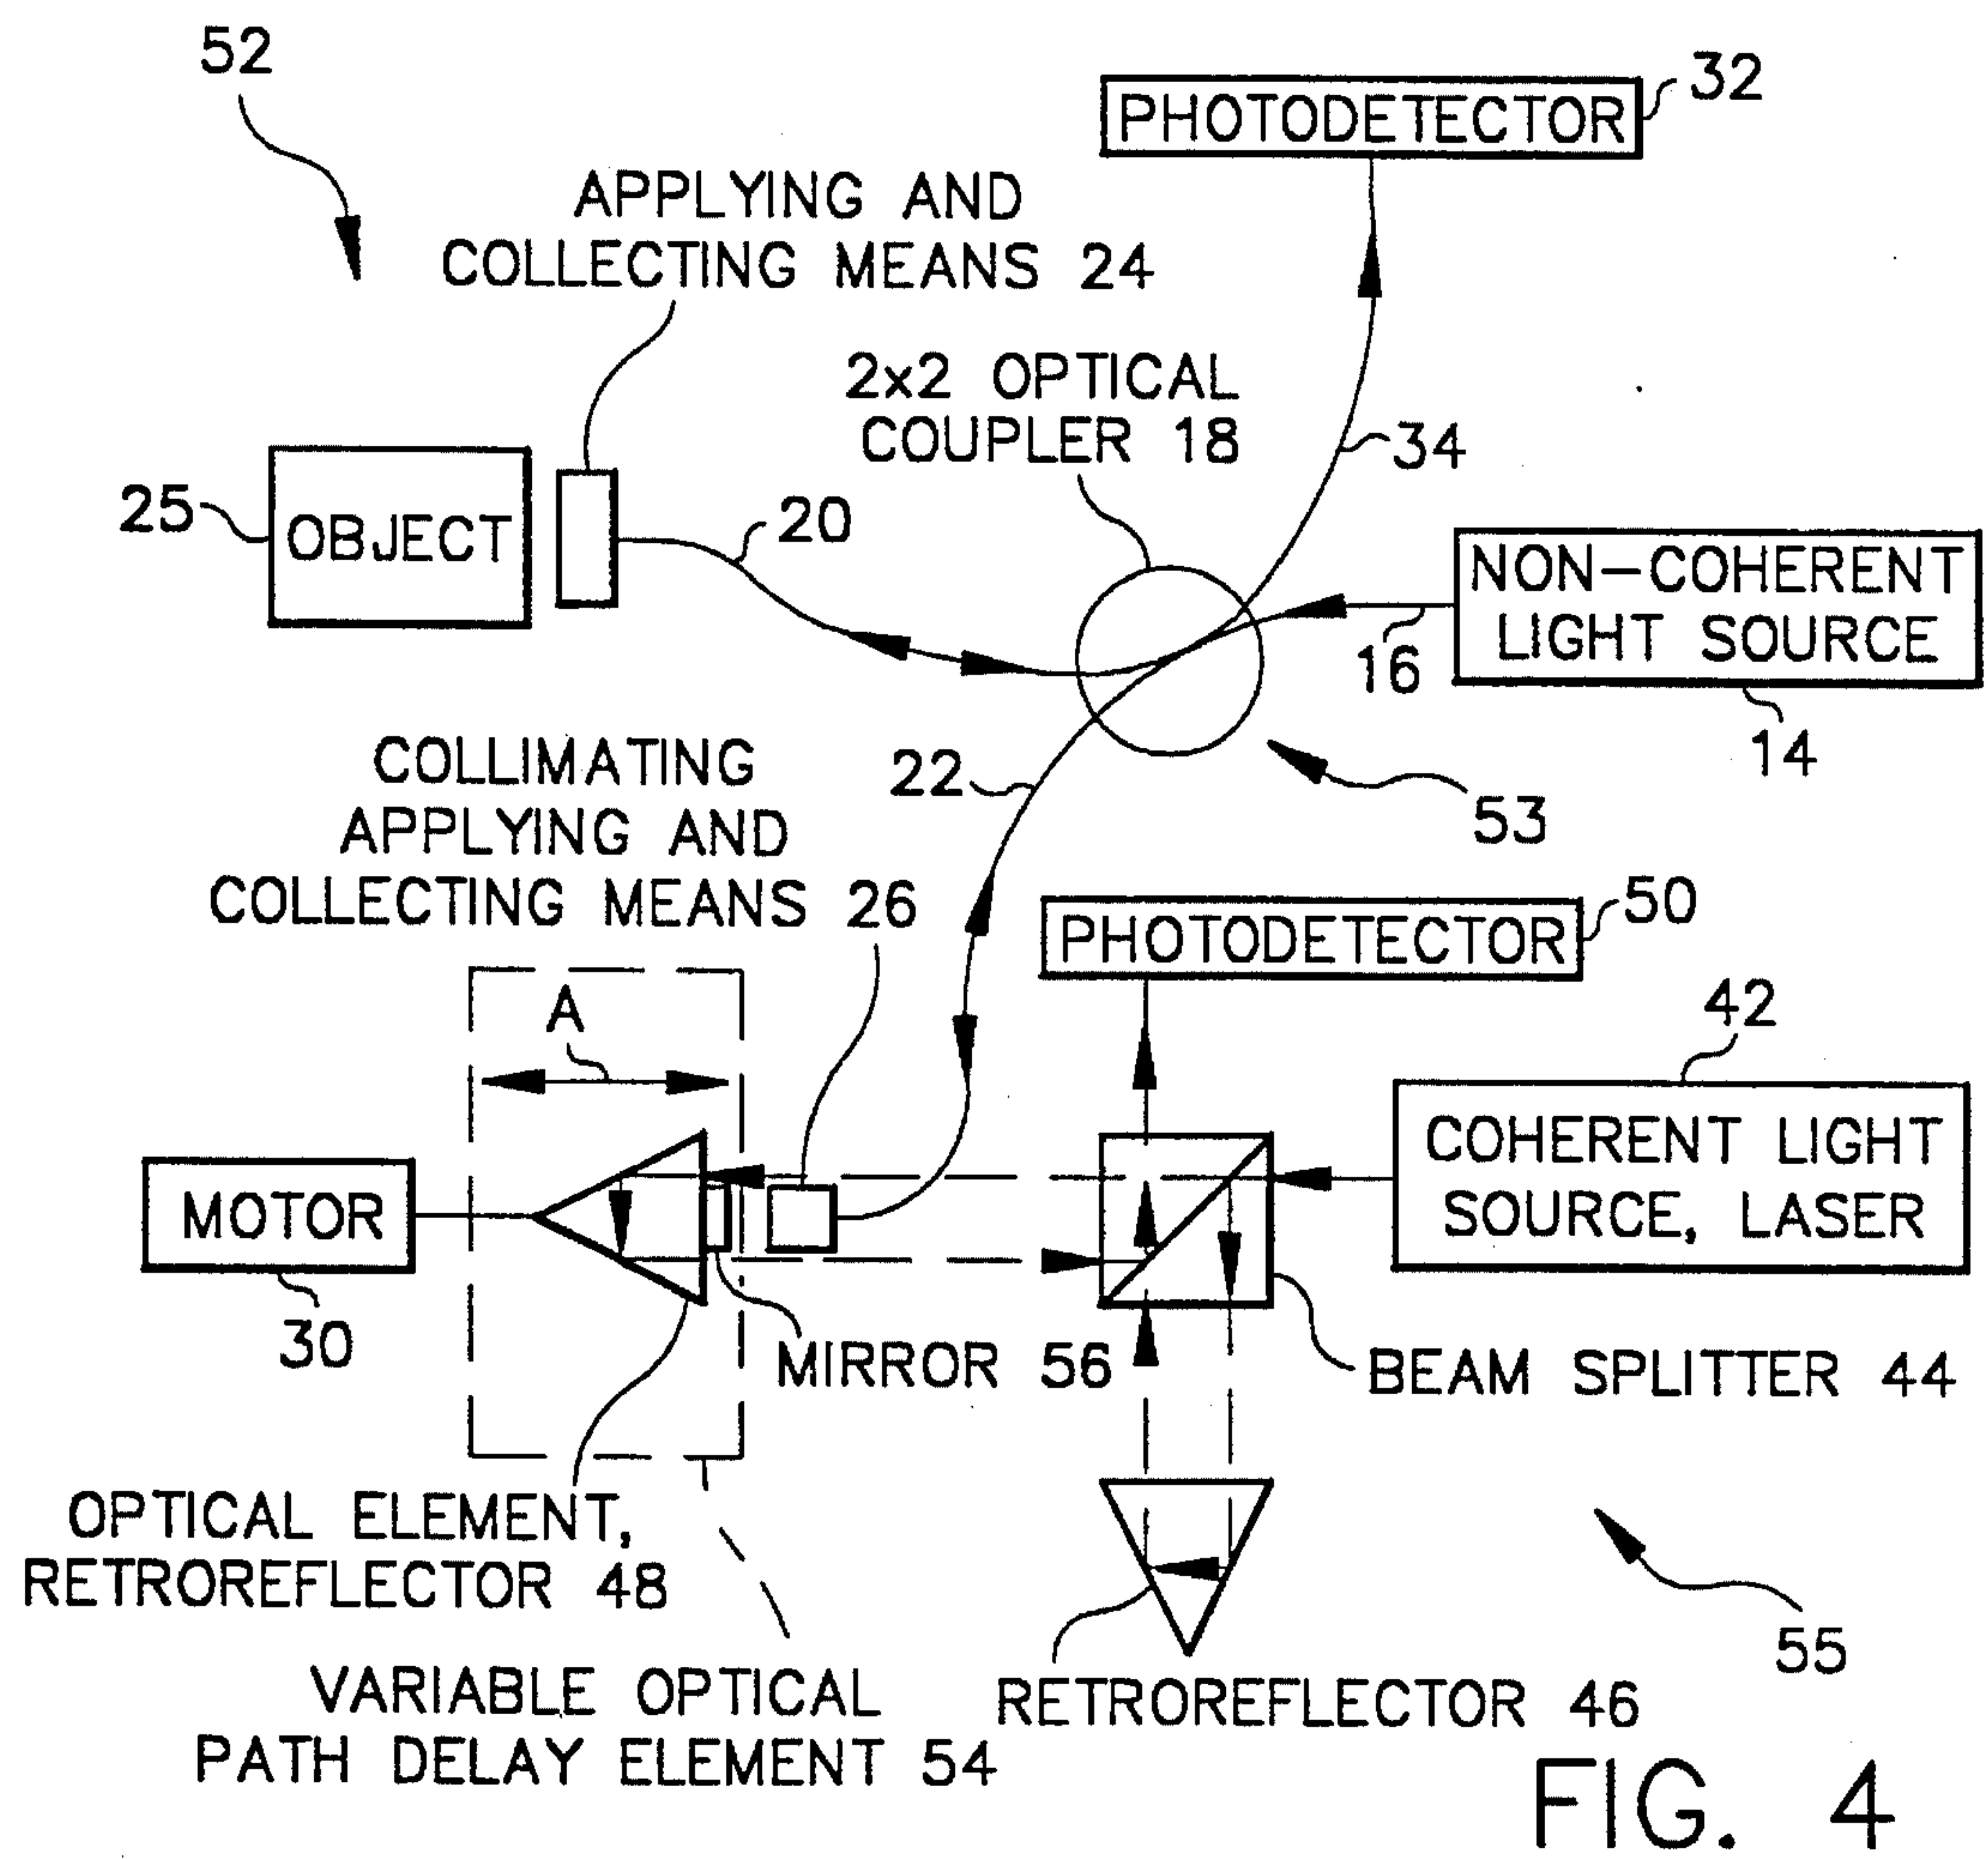 52
PHOTODETECTOR
32
APPLYING AND
COLLECTING MEANS 24
2x2 OPTICAL
COUPLER 18
34
25
OBJECT
20
NON-COHERENT
LIGHT SOURCE
16
14
COLLIMATING
APPLYING AND
COLLECTING MEANS 26
22
53
PHOTODETECTOR
50
A
42
COHERENT LIGHT
SOURCE, LASER
MOTOR
30
MIRROR 56
BEAM SPLITTER 44
OPTICAL ELEMENT,
RETROREFLECTOR 48
55
VARIABLE OPTICAL
PATH DELAY ELEMENT 54
RETROREFLECTOR 46
FIG. 4